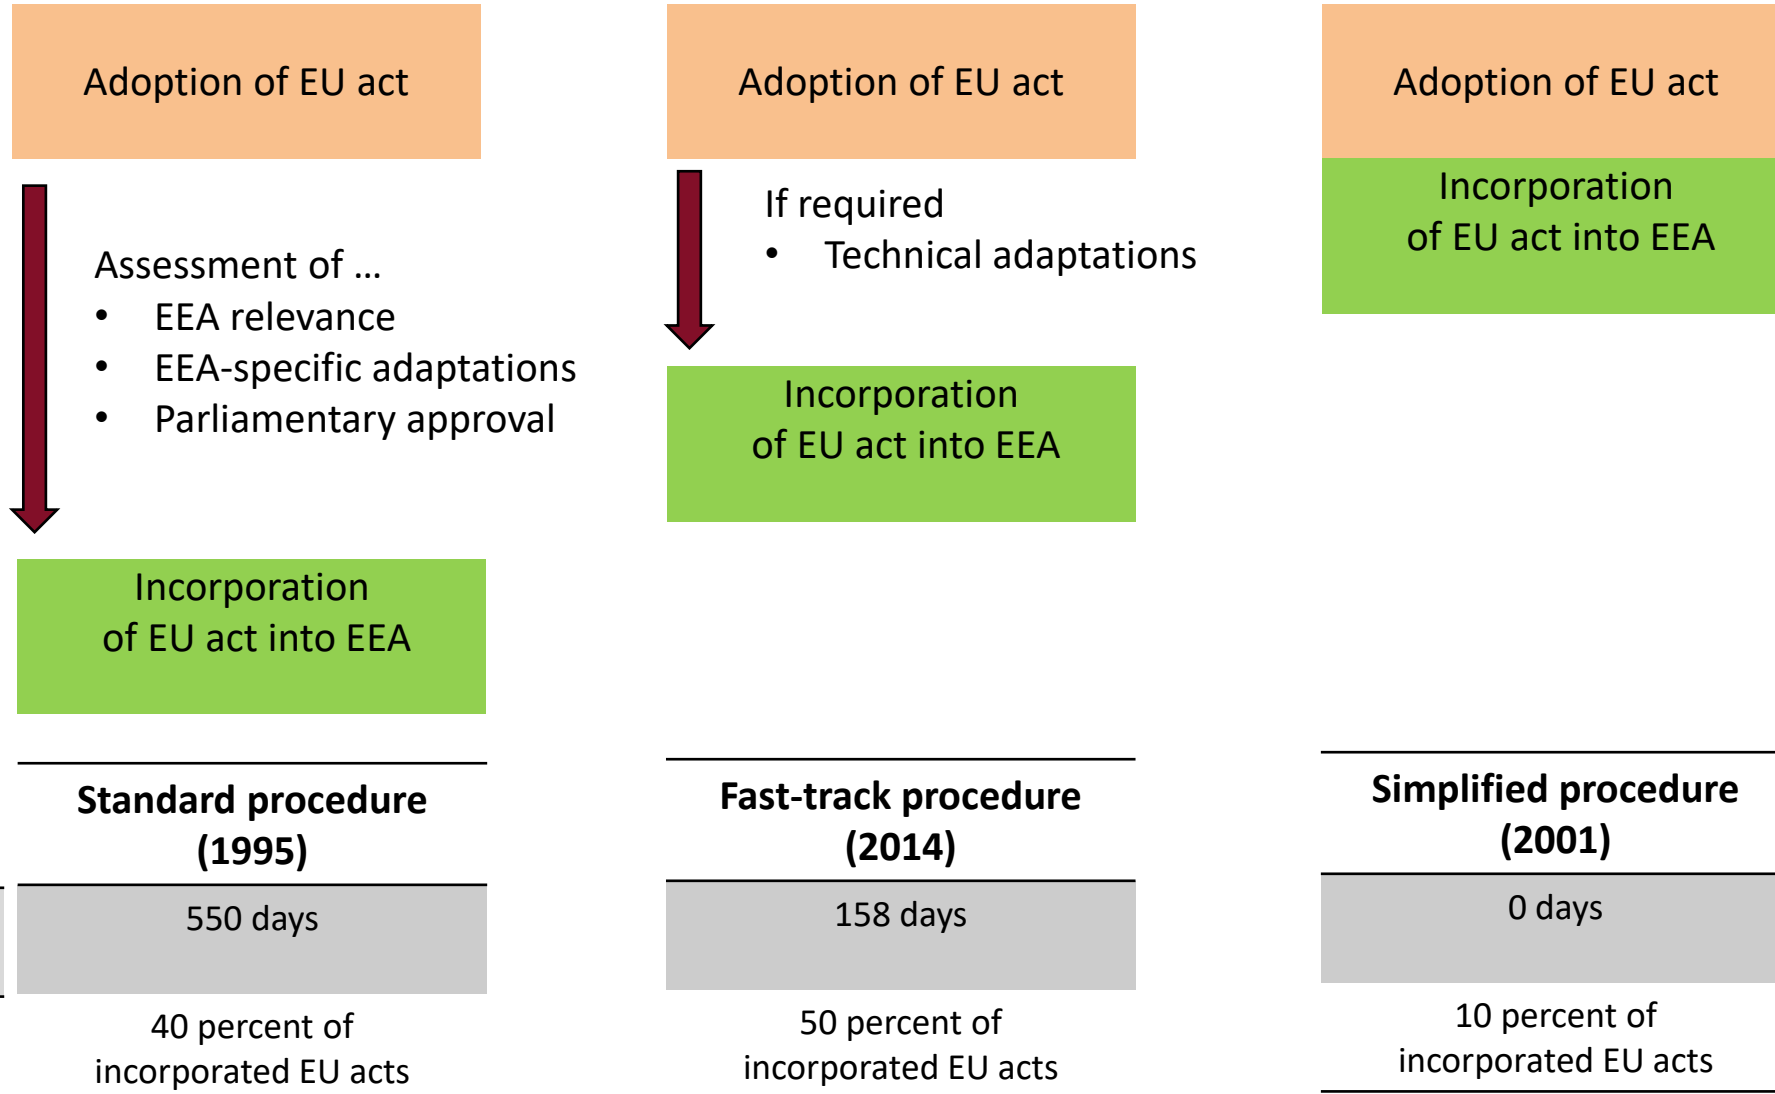 Adoption of EU act
Assessment of ...
• EEA relevance
• EEA-specific adaptations
• Parliamentary approval
Incorporation
of EU act into EEA
Standard procedure
(1995)
550 days
40 percent of
incorporated EU acts
Adoption of EU act
If required
• Technical adaptations
Incorporation
of EU act into EEA
Fast-track procedure
(2014)
158 days
50 percent of
incorporated EU acts
Adoption of EU act
Incorporation
of EU act into EEA
Simplified procedure
(2001)
0 days
10 percent of
incorporated EU acts